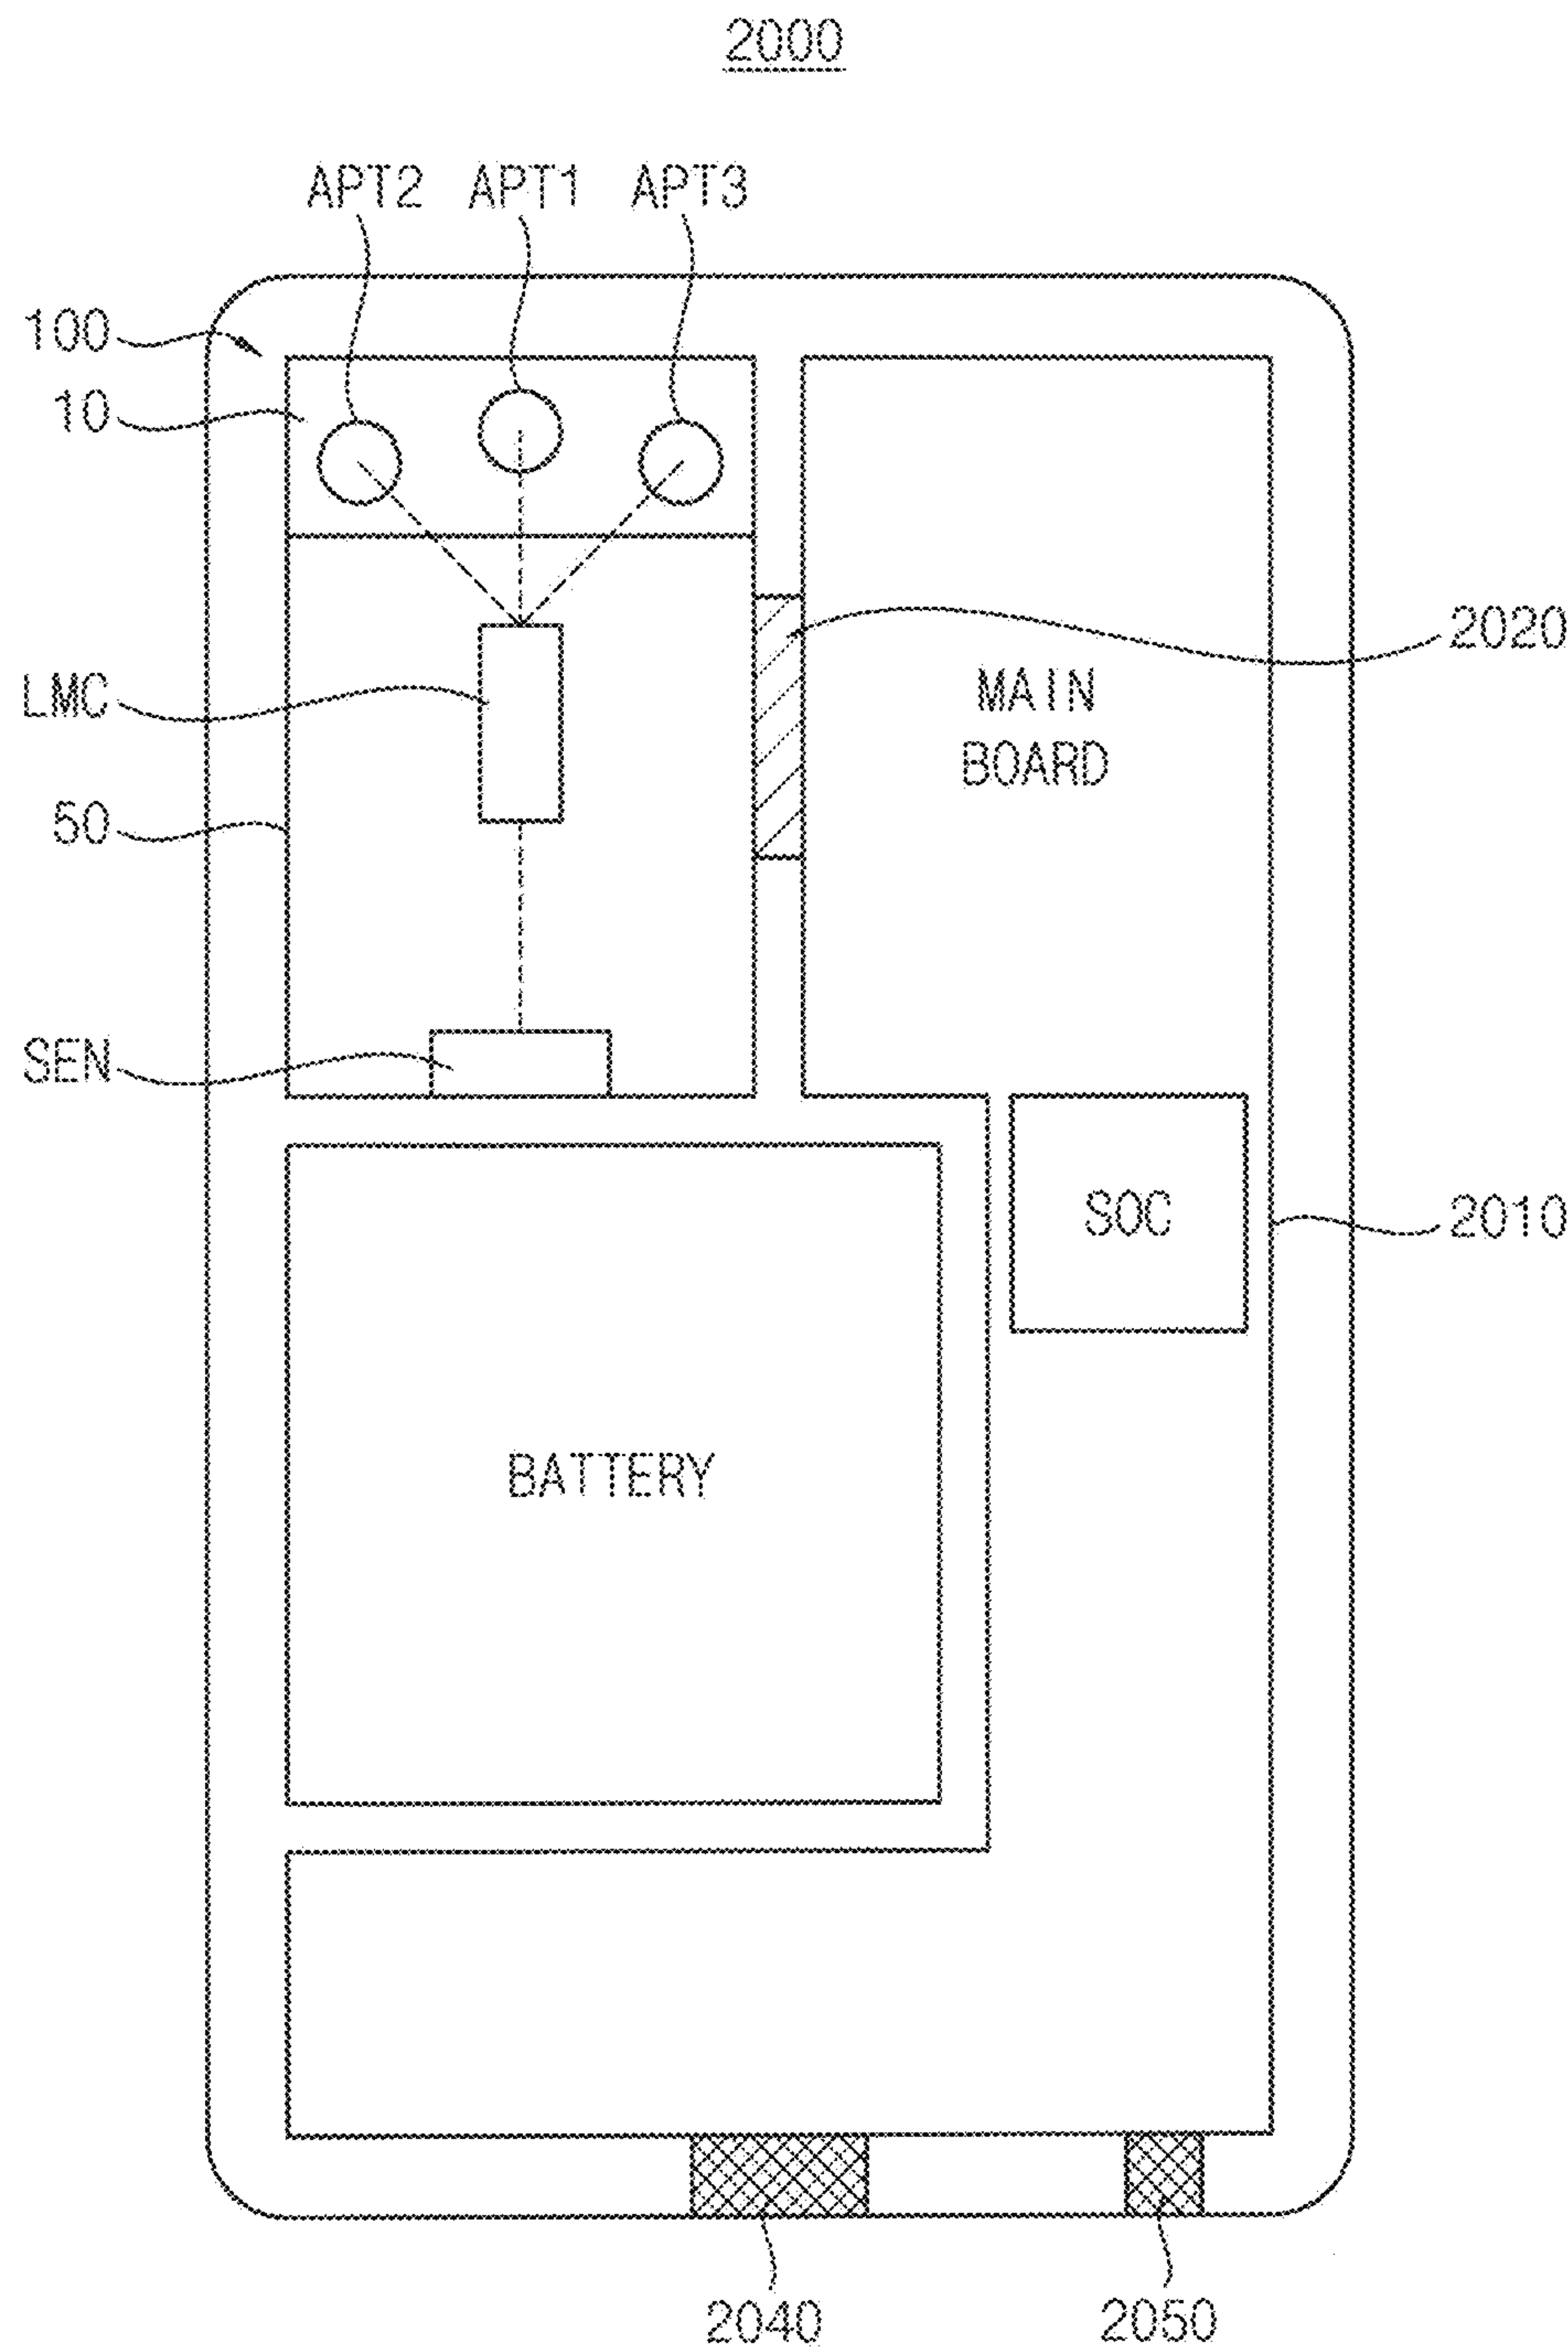 2000
APT2 APT1 APT3
100
10
2020
LMC
MAIN
BOARD
50
SEN
SOC
2010
BATTERY
2040
2050